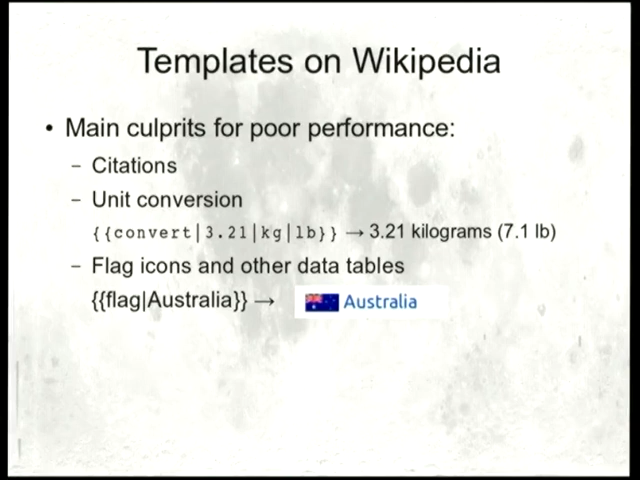 Templates on Wikipedia
• Main culprits for poor performance:
– Citations
– Unit conversion
{{convert|3.21|kg|lb}} → 3.21 kilograms (7.1 lb)
– Flag icons and other data tables
{{flag|Australia}} → Australia